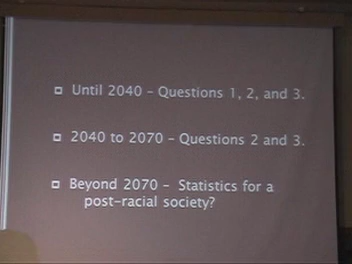 Until 2040 – Questions 1, 2, and 3.
2040 to 2070 – Questions 2 and 3.
Beyond 2070 – Statistics for a
post-racial society?